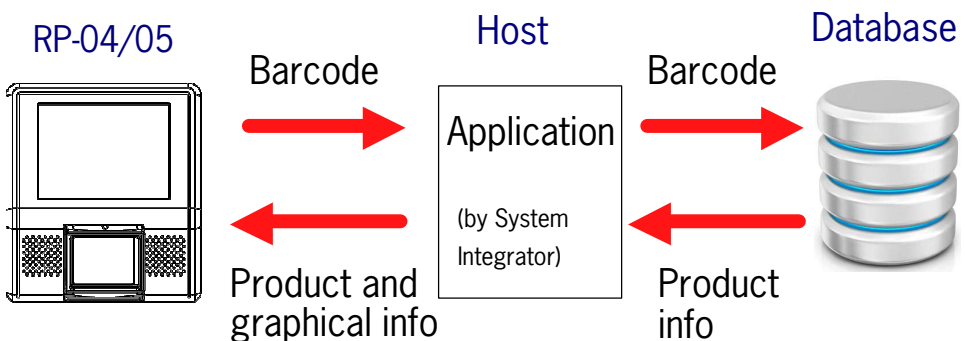 RP-04/05
Host
Database
Barcode
Barcode
Application
(by System
Integrator)
Product and
graphical info
Product
info